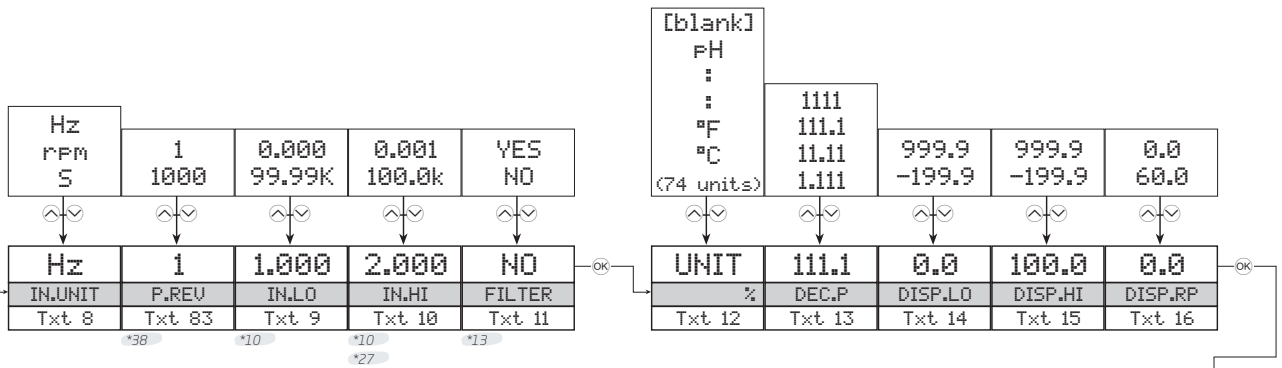 [blank]
pH
:
:
°F
°C
(74 units)
1111
111.1
11.11
1.111
Hz
rpm
S
1
1000
0.000
99.99K
0.001
100.0k
YES
NO
999.9
-199.9
999.9
-199.9
0.0
60.0
Hz 1 1.000 2.000 NO OK UNIT 111.1 0.0 100.0 0.0 OK
IN.UNIT P.REV IN.LO IN.HI FILTER % DEC.P DISP.LO DISP.HI DISP.RP
Txt 8 Txt 83 Txt 9 Txt 10 Txt 11 Txt 12 Txt 13 Txt 14 Txt 15 Txt 16
*38 *10 *10 *13
*27